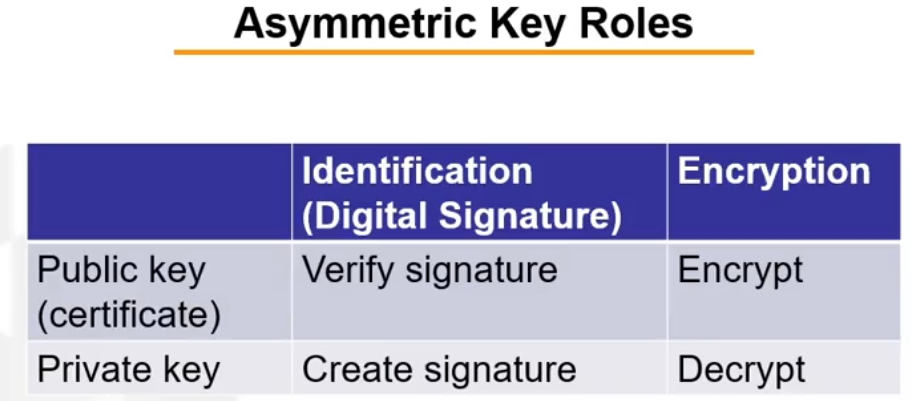 Asymmetric Key Roles
Identification
(Digital Signature)
Encryption
Public key
(certificate)
Verify signature
Encrypt
Private key
Create signature
Decrypt